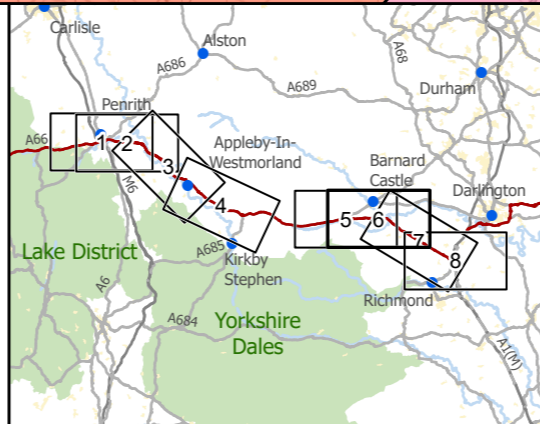 Carlisle
Alston
A68
A686
A689
Durham
Penrith
A66
1
2
3
Appleby-In-
Westmorland
Barnard
Castle
Darlington
M6
4
5
6
7
8
Lake District
A685
Kirkby
Stephen
A6
Richmond
A684
Yorkshire
Dales
A1(M)